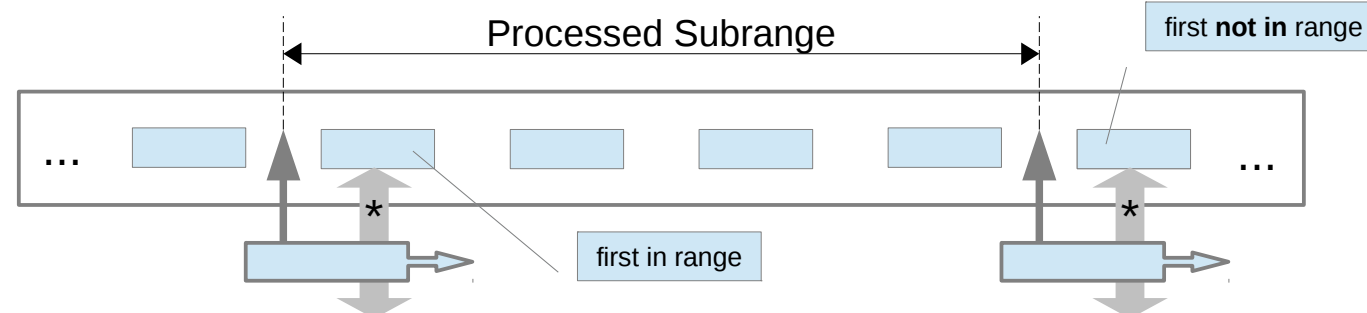 Processed Subrange
first not in range
...
...
*
*
first in range